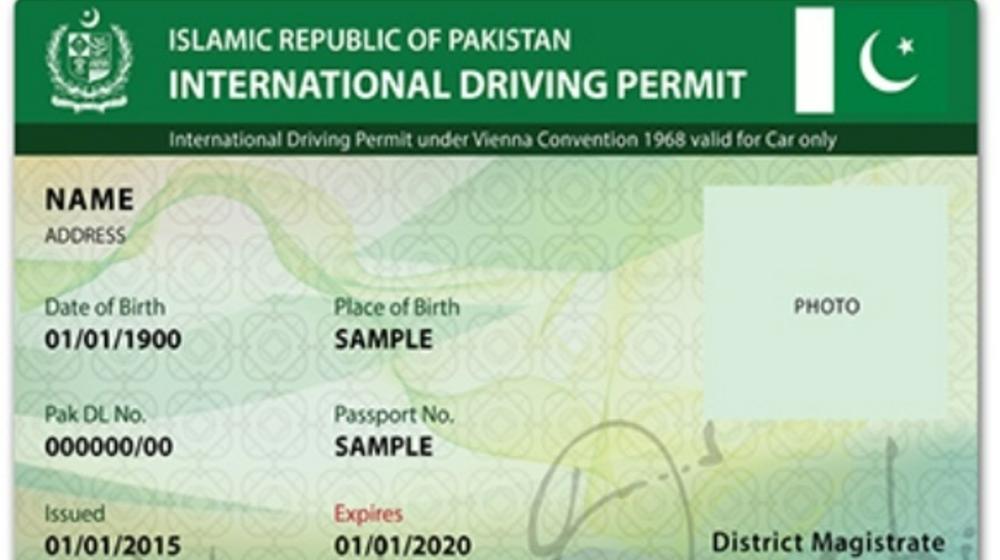 ISLAMIC REPUBLIC OF PAKISTAN
INTERNATIONAL DRIVING PERMIT
International Driving Permit under Vienna Convention 1968 valid for Car only
NAME
ADDRESS
PHOTO
Date of Birth Place of Birth
01/01/1900 SAMPLE
Pak DL No. Passport No.
000000/00 SAMPLE
Issued Expires
01/01/2015 01/01/2020
District Magistrate